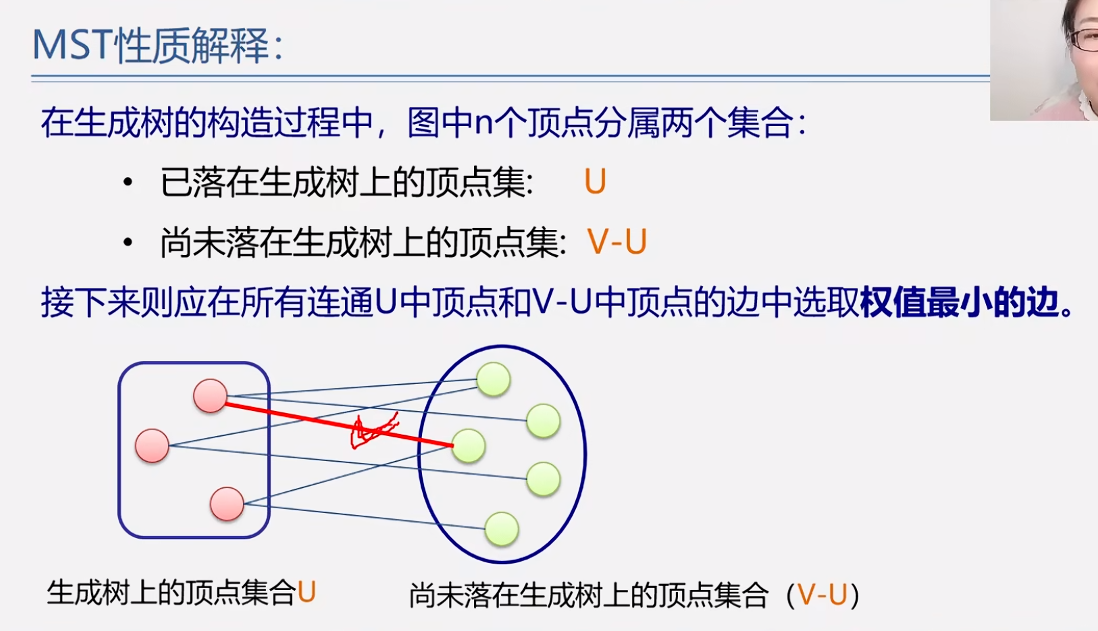 MST性质解释：
在生成树的构造过程中，图中n个顶点分属两个集合：
• 已落在生成树上的顶点集: U
• 尚未落在生成树上的顶点集: V-U
接下来则应在所有连通U中顶点和V-U中顶点的边中选取权值最小的边。
生成树上的顶点集合U
尚未落在生成树上的顶点集合（V-U）